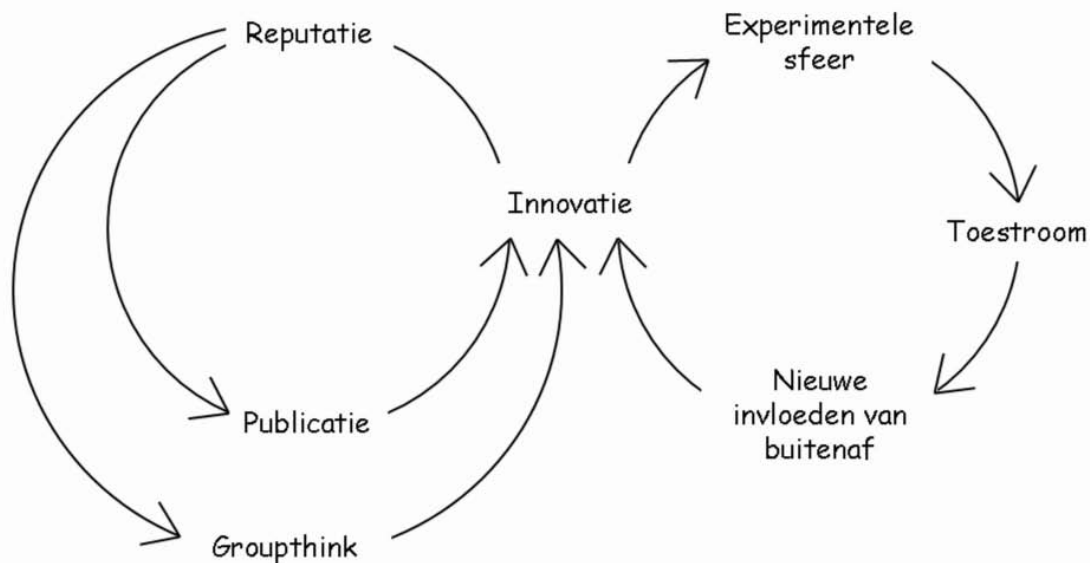 Reputatie
Experimentele
sfeer
Innovatie
Toestroom
Nieuwe
invloeden van
buitenaf
Publicatie
Groupthink